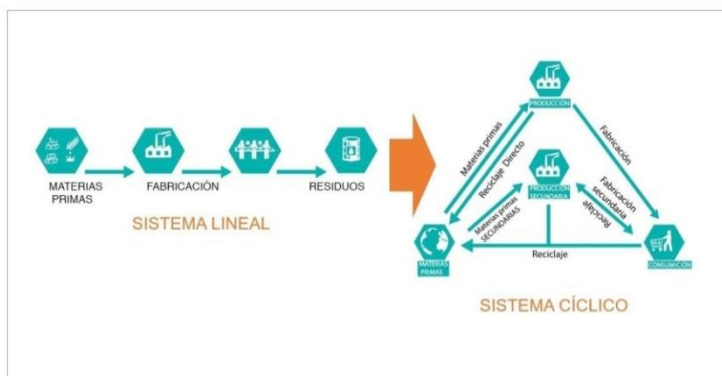 MATERIAS
PRIMAS
FABRICACIÓN
RESIDUOS
SISTEMA LINEAL
PRODUCCIÓN
Materias primas
Reciclaje Directo
Fabricación
PRODUCCIÓN
SECUNDARIA
Materias primas
SECUNDARIAS
Fabricación
secundaria
Reciclaje
MATERIAS
PRIMAS
Reciclaje
CONSUMICIÓN
SISTEMA CÍCLICO